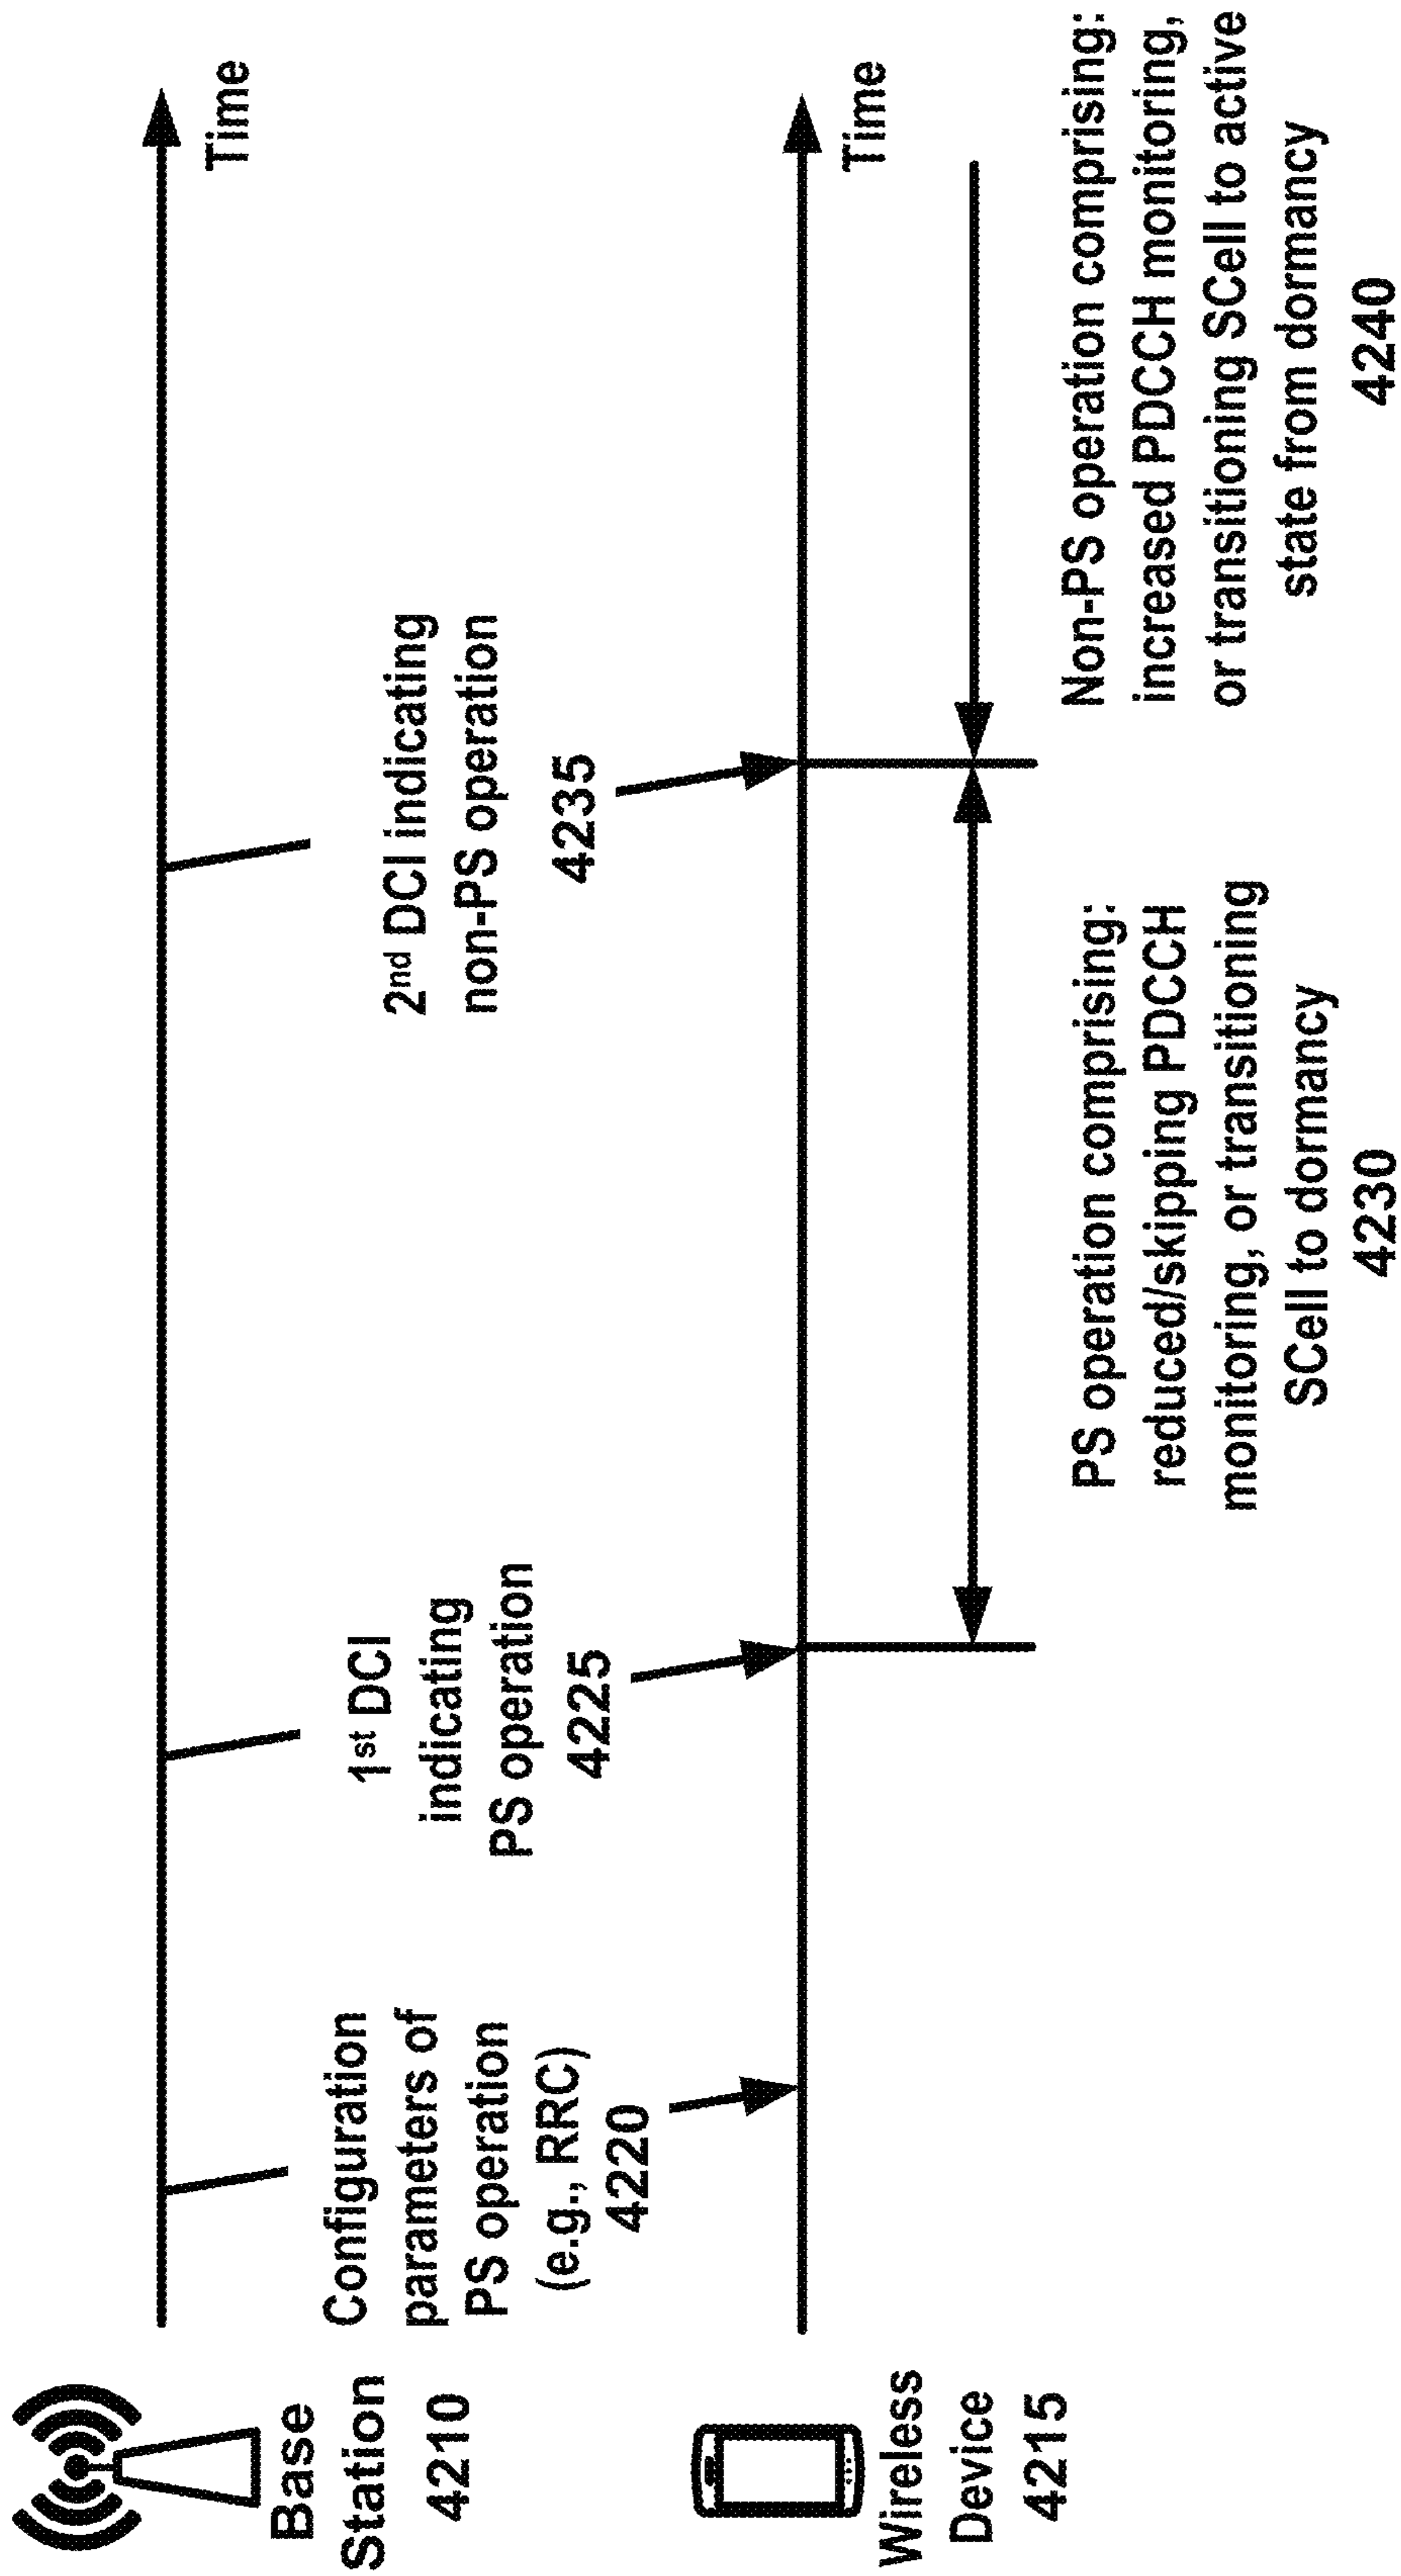 Base
Station
4210
Time
Configuration
parameters of
PS operation
(e.g., RRC)
4220
1st DCI
indicating
PS operation
4225
2nd DCI indicating
non-PS operation
4235
Wireless
Device
4215
Time
PS operation comprising:
reduced/skipping PDCCH
monitoring, or transitioning
SCell to dormancy
4230
Non-PS operation comprising:
increased PDCCH monitoring,
or transitioning SCell to active
state from dormancy
4240